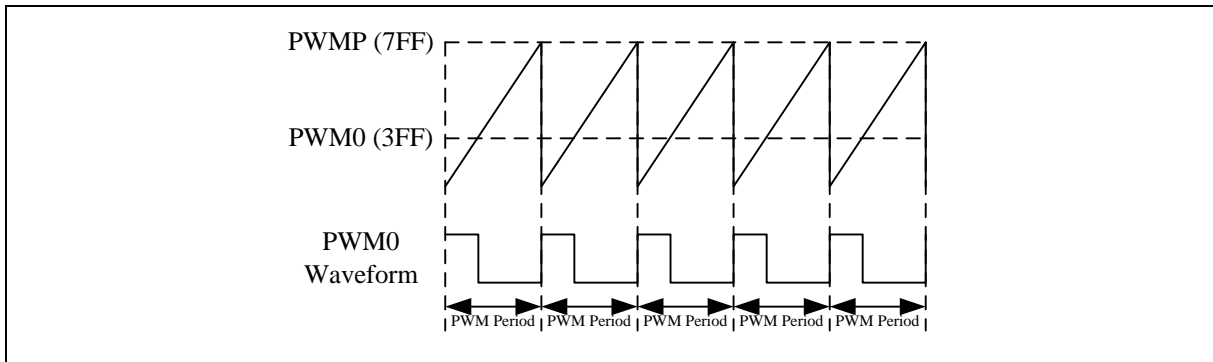 PWMP (7FF)
PWM0 (3FF)
PWM0
Waveform
PWM Period PWM Period PWM Period PWM Period PWM Period